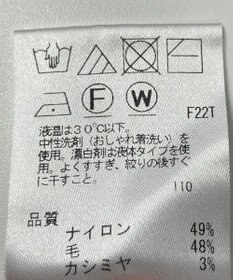 F W
F22T
液温は30℃以下。
中性洗剤(おしゃれ着洗い)を
使用。漂白剤は液体タイプを使
用。よくすすぎ、絞りの後すぐ
に干すこと。
110
品質
ナイロン 49%
毛 48%
カシミヤ 3%